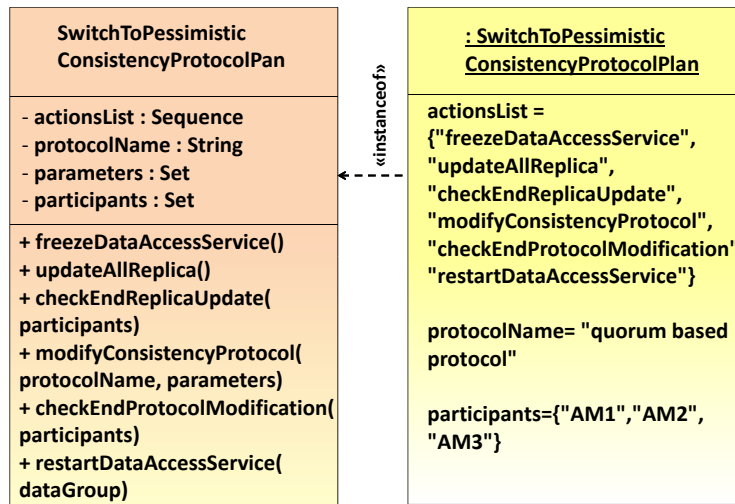 SwitchToPessimistic
ConsistencyProtocolPan
- actionsList : Sequence
- protocolName : String
- parameters : Set
- participants : Set
+ freezeDataAccessService()
+ updateAllReplica()
+ checkEndReplicaUpdate(
participants)
+ modifyConsistencyProtocol(
protocolName, parameters)
+ checkEndProtocolModification(
participants)
+ restartDataAccessService(
dataGroup)
«instanceof»
: SwitchToPessimistic
ConsistencyProtocolPlan
actionsList =
{"freezeDataAccessService",
"updateAllReplica",
"checkEndReplicaUpdate",
"modifyConsistencyProtocol",
"checkEndProtocolModification"
"restartDataAccessService"}
protocolName= "quorum based
protocol"
participants={"AM1","AM2",
"AM3"}